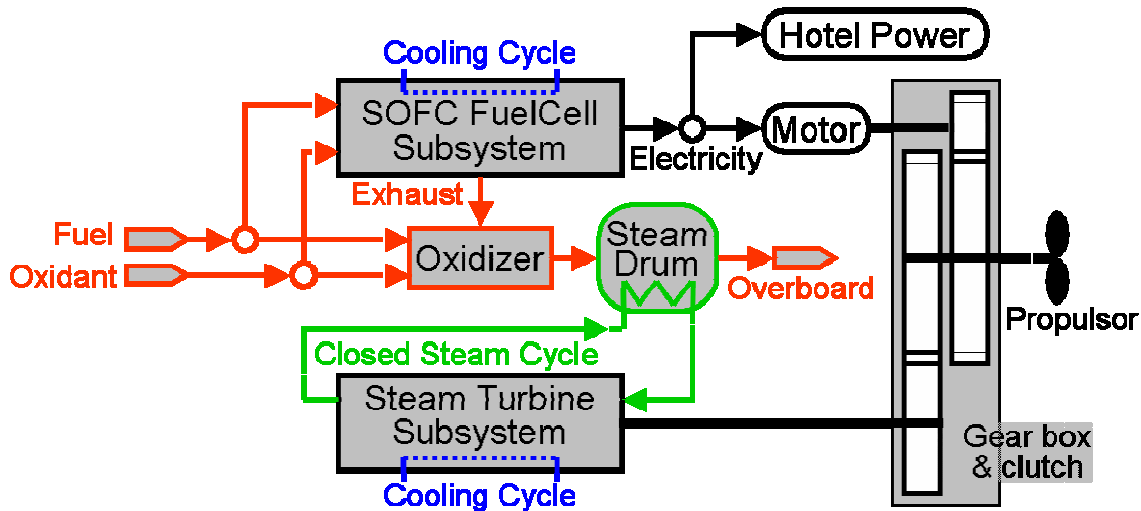 Cooling Cycle
Hotel Power
SOFC FuelCell
Subsystem
Motor
Electricity
Exhaust
Fuel
Oxidant
Oxidizer
Steam
Drum
Overboard
Propulsor
Closed Steam Cycle
Steam Turbine
Subsystem
Gear box
& clutch
Cooling Cycle